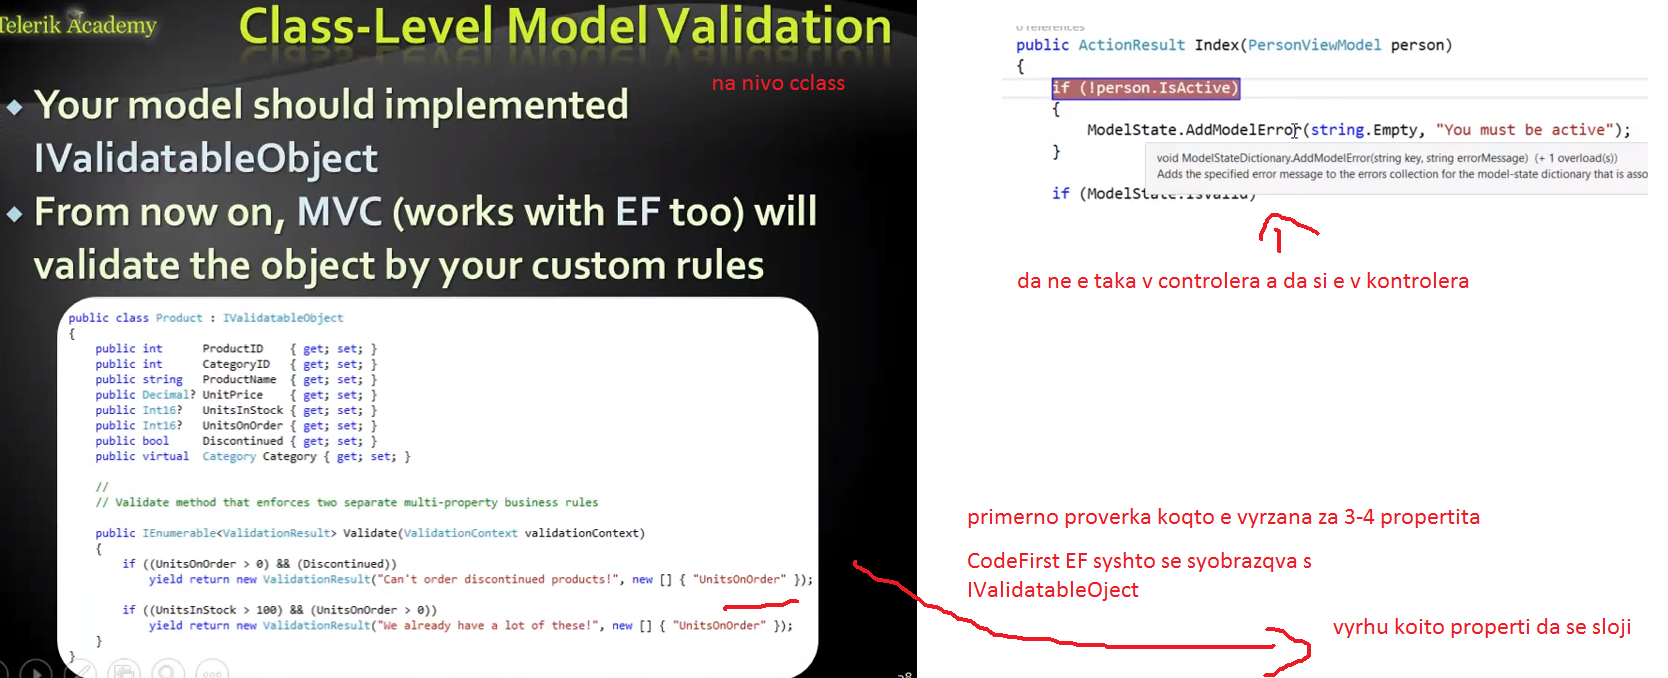 Telerik Academy
Class-Level Model Validation
na nivo cclass
Your model should implemented
IValidatableObject
From now on, MVC (works with EF too) will
validate the object by your custom rules
public class Product : IValidatableObject
{
public int ProductID { get; set; }
public int CategoryID { get; set; }
public string ProductName { get; set; }
public Decimal? UnitPrice { get; set; }
public Int16? UnitsInStock { get; set; }
public Int16? UnitsOnOrder { get; set; }
public bool Discontinued { get; set; }
public virtual Category Category { get; set; }
//
// Validate method that enforces two separate multi-property business rules
public IEnumerable<ValidationResult> Validate(ValidationContext validationContext)
{
if ((UnitsOnOrder > 0) && (Discontinued))
yield return new ValidationResult("Can't order discontinued products!", new [] { "UnitsOnOrder" });
if ((UnitsInStock > 100) && (UnitsOnOrder > 0))
yield return new ValidationResult("We already have a lot of these!", new [] { "UnitsOnOrder" });
}
}
0 references
public ActionResult Index(PersonViewModel person)
{
if (!person.IsActive)
{
ModelState.AddModelError(string.Empty, "You must be active");
}
void ModelStateDictionary.AddModelError(string key, string errorMessage) (+ 1 overload(s))
Adds the specified error message to the errors collection for the model-state dictionary that is asso
if (ModelState.IsValid)
da ne e taka v controlera a da si e v kontrolera
primerno proverka koqto e vyrzana za 3-4 propertita
CodeFirst EF syshto se syobrazqva s
IValidatableOject
vyrhu koito properti da se sloji